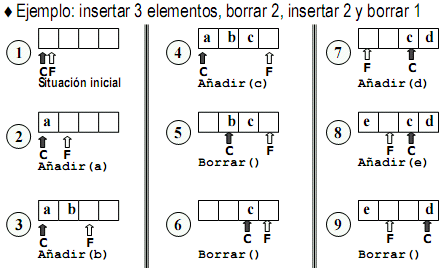 ♦ Ejemplo: insertar 3 elementos, borrar 2, insertar 2 y borrar 1
1
CF
Situación inicial
2
a
C F
Añadir(a)
3
a b
C F
Añadir(b)
4
a b c
C F
Añadir(c)
5
b c
C F
Borrar()
6
c
C F
Borrar()
7
c d
F C
Añadir(d)
8
e c d
F C
Añadir(e)
9
e d
F C
Borrar()